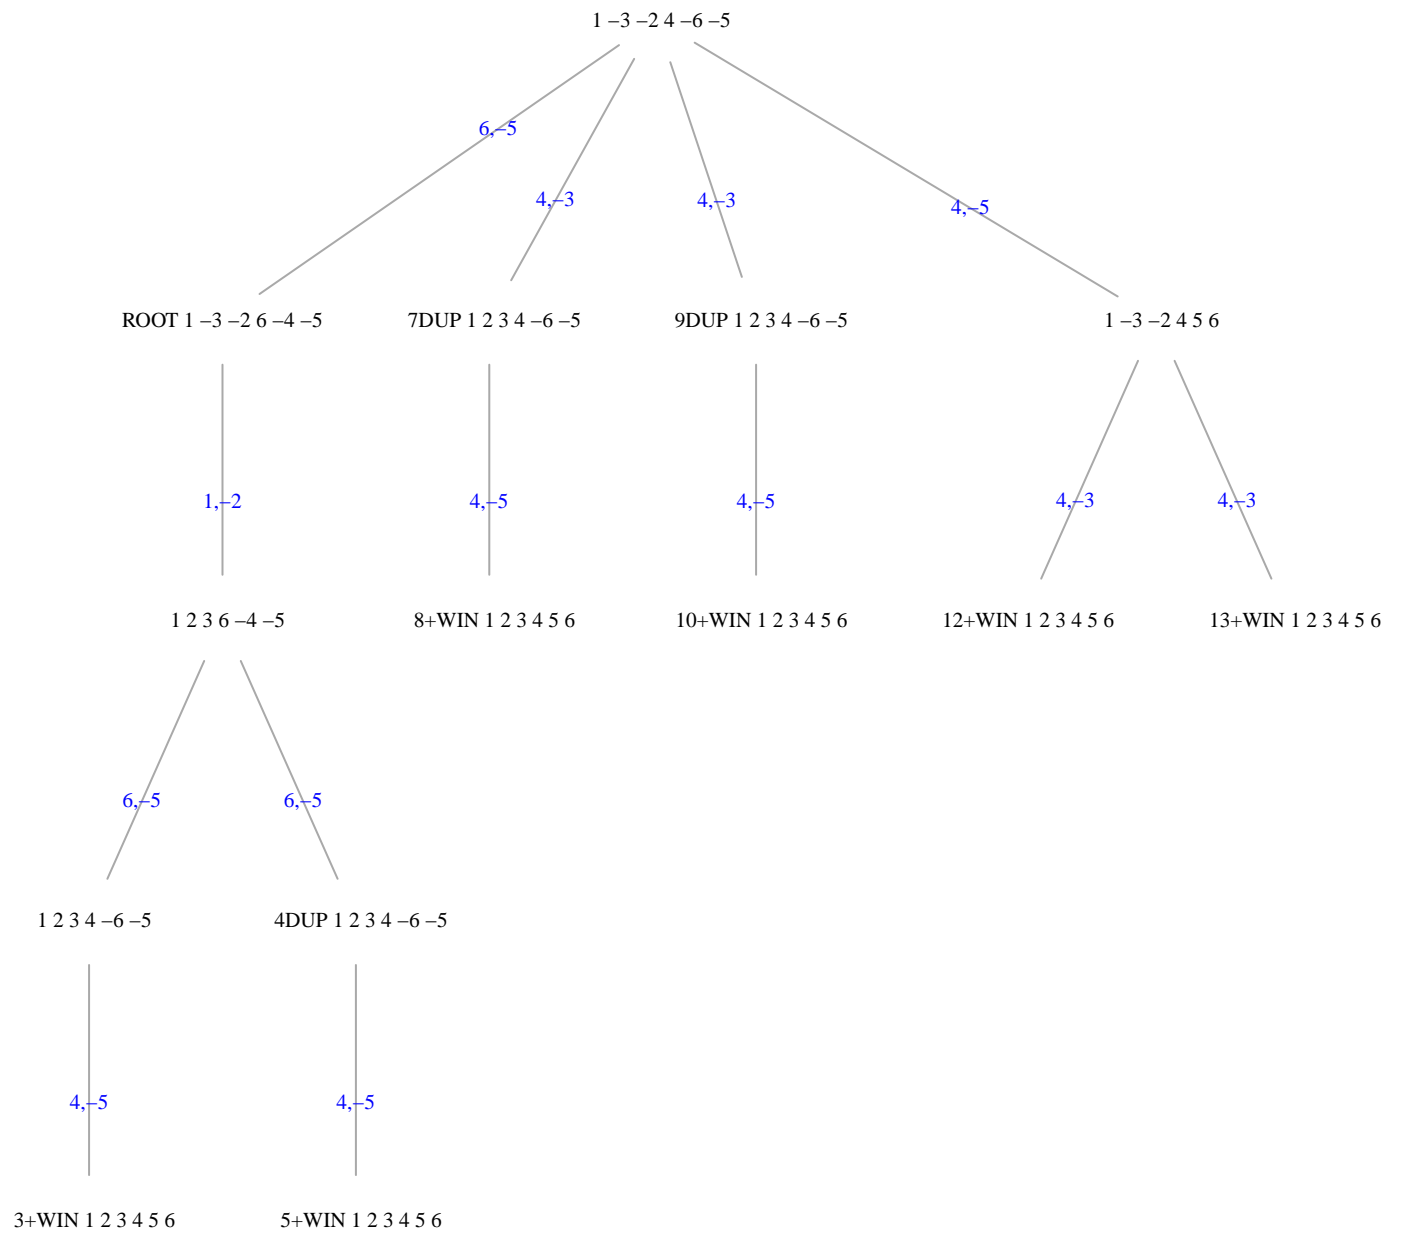 1 –3 –2 4 –6 –5
6,–5
4,–3
4,–3
4,–5
ROOT 1 –3 –2 6 –4 –5
7DUP 1 2 3 4 –6 –5
9DUP 1 2 3 4 –6 –5
1 –3 –2 4 5 6
1,–2
4,–5
4,–5
4,–3
4,–3
1 2 3 6 –4 –5
8+WIN 1 2 3 4 5 6
10+WIN 1 2 3 4 5 6
12+WIN 1 2 3 4 5 6
13+WIN 1 2 3 4 5 6
6,–5
6,–5
1 2 3 4 –6 –5
4DUP 1 2 3 4 –6 –5
4,–5
4,–5
3+WIN 1 2 3 4 5 6
5+WIN 1 2 3 4 5 6